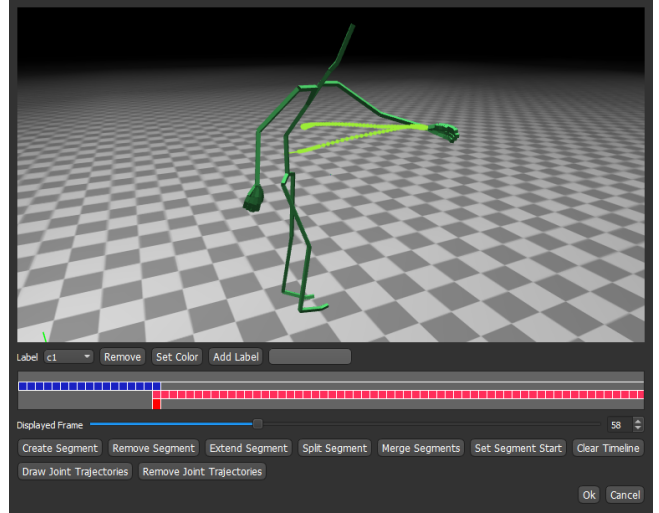 Label c1 Remove Set Color Add Label
Displayed Frame 58
Create Segment Remove Segment Extend Segment Split Segment Merge Segments Set Segment Start Clear Timeline
Draw Joint Trajectories Remove Joint Trajectories
Ok Cancel